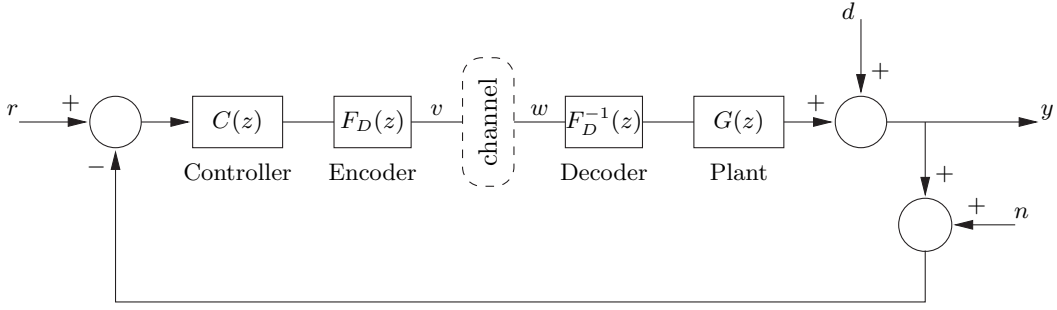 d
+
r
+
C(z)
F_D(z)
v
channel
w
F_D^{-1}(z)
G(z)
+
y
−
Controller
Encoder
Decoder
Plant
+
+
n